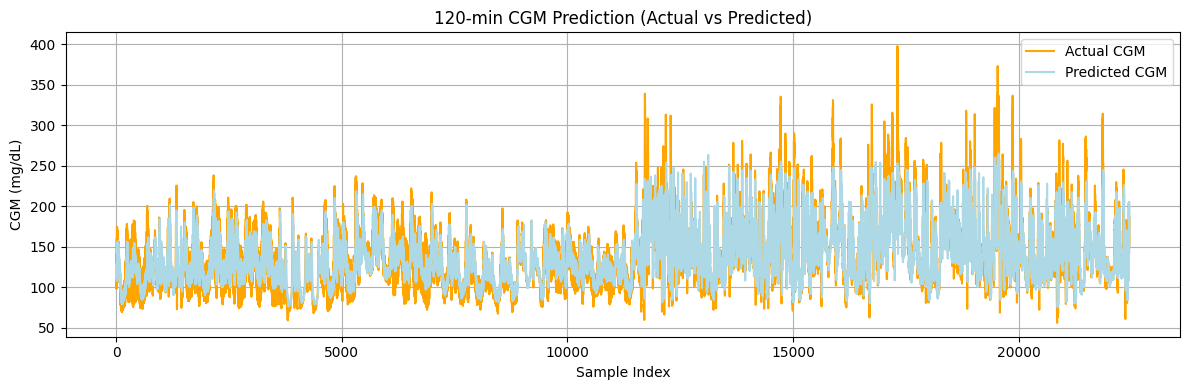 120-min CGM Prediction (Actual vs Predicted)
CGM (mg/dL)
400
350
300
250
200
150
100
50
Actual CGM
Predicted CGM
0
5000
10000
15000
20000
Sample Index